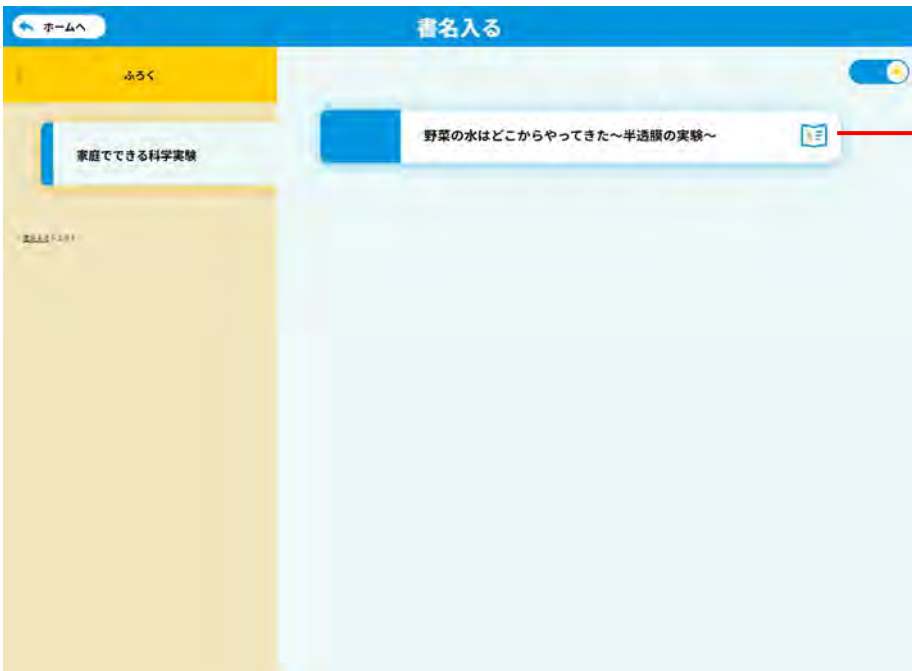 ホームへ
書名入る
ふろく
野菜の水はどこからやってきた～半透膜の実験～
家庭でできる科学実験